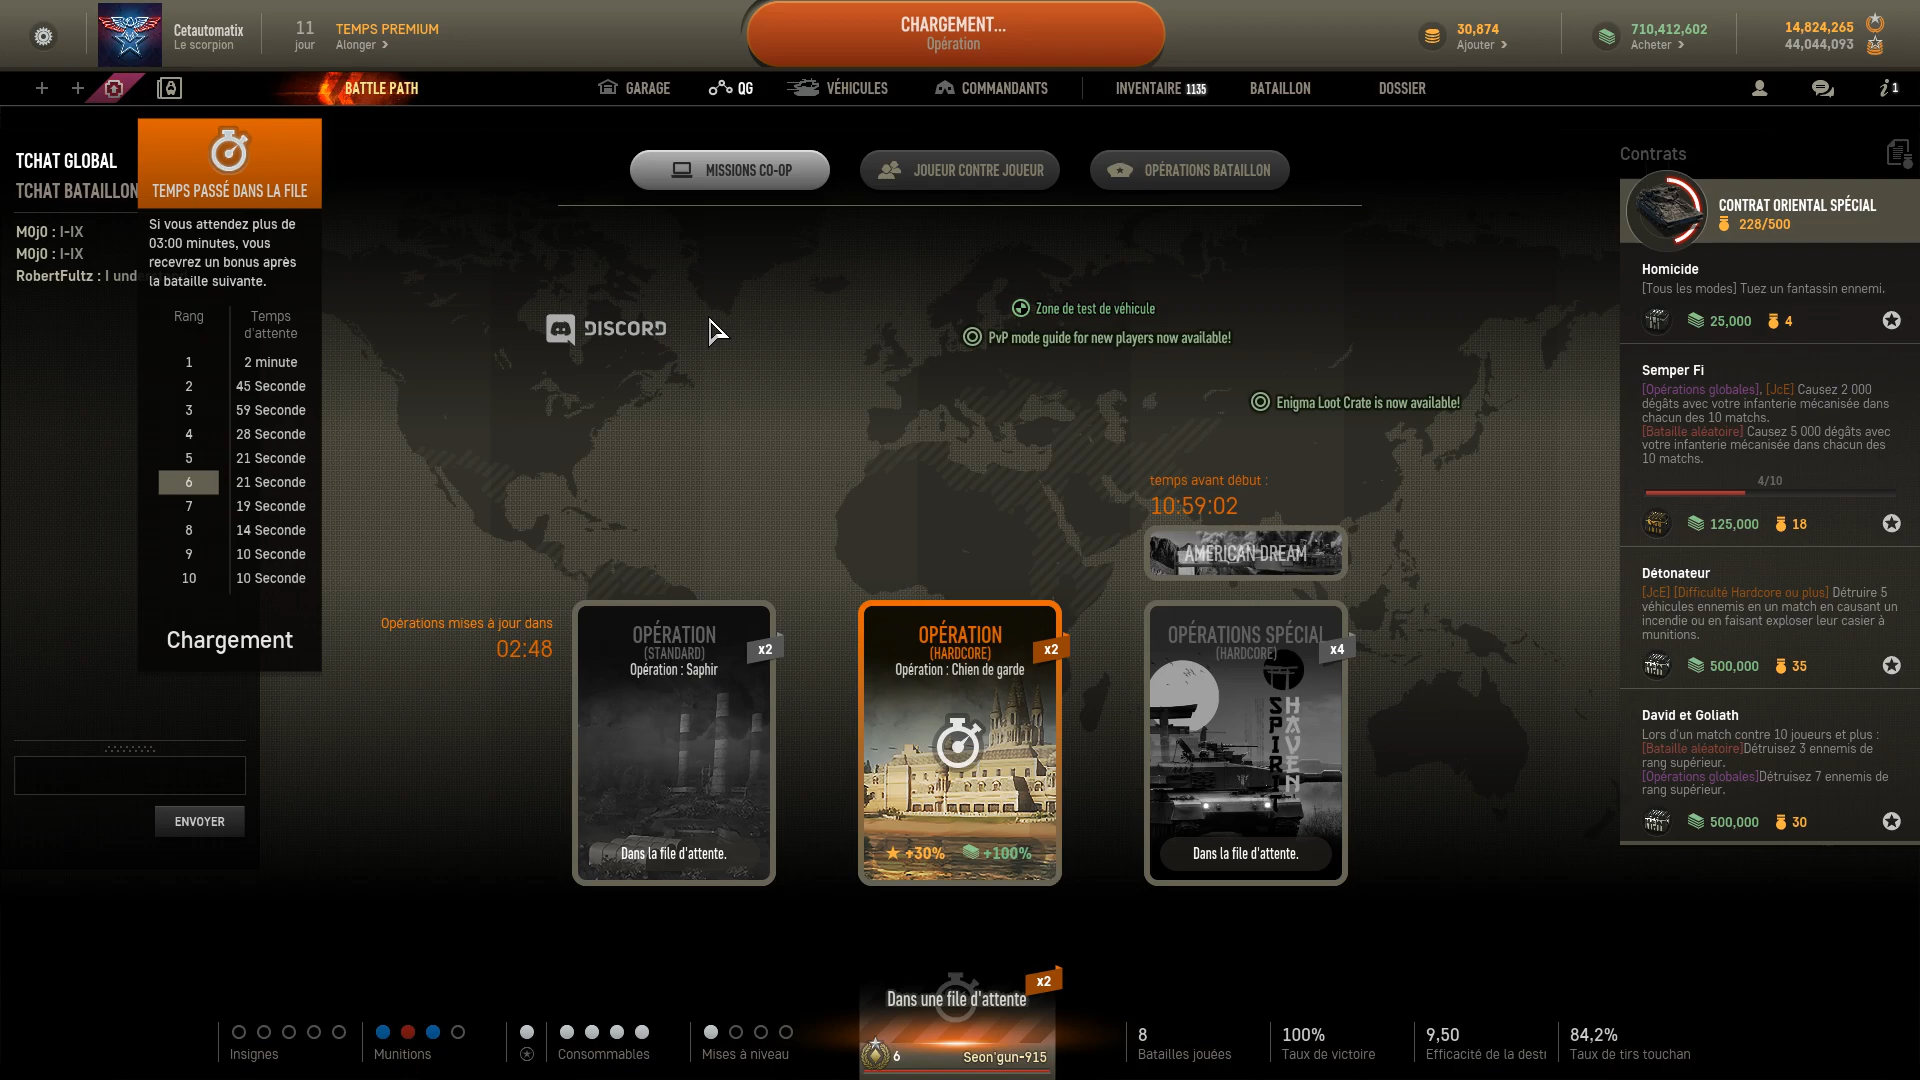 Cetautomatix
Le scorpion
11
jour
TEMPS PREMIUM
Alonger >
CHARGEMENT...
Opération
30,874
Ajouter >
710,412,602
Acheter >
14,824,265
44,044,093
BATTLE PATH
GARAGE
QG
VÉHICULES
COMMANDANTS
INVENTAIRE 1135
BATAILLON
DOSSIER
1
TCHAT GLOBAL
TCHAT BATAILLON
M0j0 : I-IX
M0j0 : I-IX
RobertFultz : I und
TEMPS PASSÉ DANS LA FILE
Si vous attendez plus de
03:00 minutes, vous
recevrez un bonus après
la bataille suivante.
Rang Temps
d'attente
1 2 minute
2 45 Seconde
3 59 Seconde
4 28 Seconde
5 21 Seconde
6 21 Seconde
7 19 Seconde
8 14 Seconde
9 10 Seconde
10 10 Seconde
Chargement
ENVOYER
MISSIONS CO-OP
JOUEUR CONTRE JOUEUR
OPÉRATIONS BATAILLON
DISCORD
Zone de test de véhicule
PvP mode guide for new players now available!
Enigma Loot Crate is now available!
temps avant début :
10:59:02
AMERICAN DREAM
Opérations mises à jour dans
02:48
OPÉRATION
(STANDARD)
x2
Opération : Saphir
Dans la file d'attente.
OPÉRATION
(HARDCORE)
x2
Opération : Chien de garde
+30% +100%
OPÉRATIONS SPÉCIAL
(HARDCORE)
x4
SPIRIT
HAVEN
Dans la file d'attente.
Contrats
CONTRAT ORIENTAL SPÉCIAL
228/500
Homicide
[Tous les modes] Tuez un fantassin ennemi.
25,000 4
Semper Fi
[Opérations globales], [JcE] Causez 2 000
dégâts avec votre infanterie mécanisée dans
chacun des 10 matchs.
[Bataille aléatoire] Causez 5 000 dégâts avec
votre infanterie mécanisée dans chacun des
10 matchs.
4/10
125,000 18
Détonateur
[JcE] [Difficulté Hardcore ou plus] Détruire 5
véhicules ennemis en un match en causant un
incendie ou en faisant exploser leur casier à
munitions.
500,000 35
David et Goliath
Lors d'un match contre 10 joueurs et plus :
[Bataille aléatoire]Détruisez 3 ennemis de
rang supérieur.
[Opérations globales]Détruisez 7 ennemis de
rang supérieur.
500,000 30
Insignes
Munitions
Consommables
Mises à niveau
x2
Dans une file d'attente
6 Seon'gun-915
8
Batailles jouées
100%
Taux de victoire
9,50
Efficacité de la destr
84,2%
Taux de tirs touchan